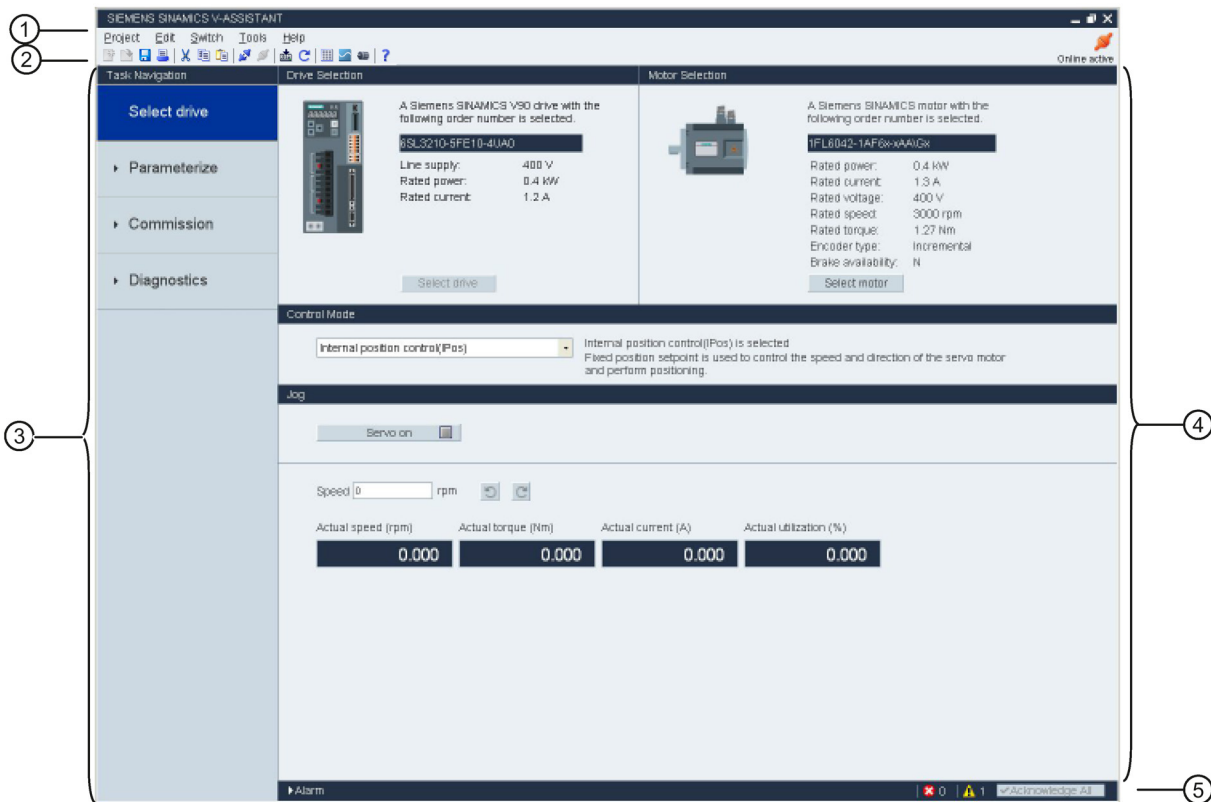 SIEMENS SINAMICS V-ASSISTANT
1
Project Edit Switch Tools Help
2
Online active
Task Navigation
Select drive
Parameterize
Commission
Diagnostics
3
Drive Selection
A Siemens SINAMICS V90 drive with the
following order number is selected.
6SL3210-5FE10-4UA0
Line supply: 400 V
Rated power: 0.4 kW
Rated current: 1.2 A
Select drive
Motor Selection
A Siemens SINAMICS motor with the
following order number is selected.
1FL6042-1AF6x-xAA\Gx
Rated power: 0.4 kW
Rated current: 1.3 A
Rated voltage: 400 V
Rated speed: 3000 rpm
Rated torque: 1.27 Nm
Encoder type: Incremental
Brake availability: N
Select motor
Control Mode
Internal position control(IPos)
Internal position control(IPos) is selected
Fixed position setpoint is used to control the speed and direction of the servo motor
and perform positioning.
Jog
Servo on
Speed 0 rpm
Actual speed (rpm) Actual torque (Nm) Actual current (A) Actual utilization (%)
0.000 0.000 0.000 0.000
4
Alarm 0 1 Acknowledge All
5